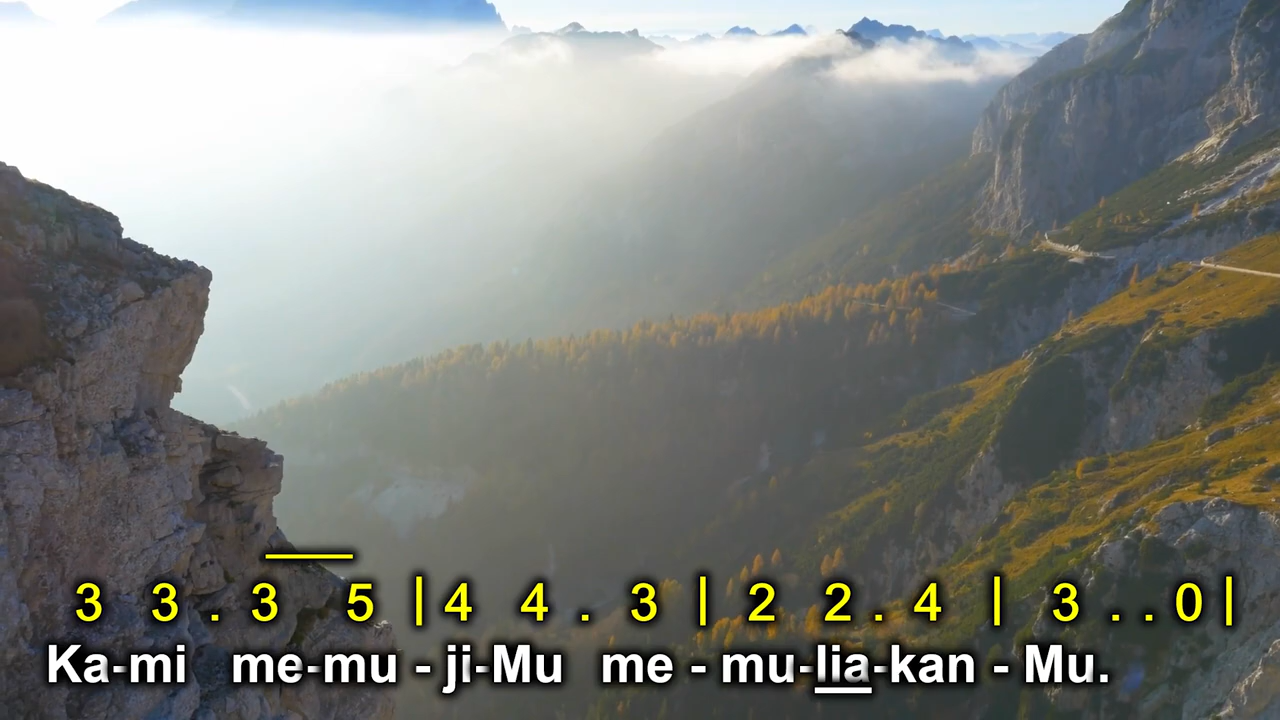 3 3 . 3 5 | 4 4 . 3 | 2 2 . 4 | 3 . . 0 |
Ka-mi me-mu - ji-Mu me - mu-lia-kan - Mu.